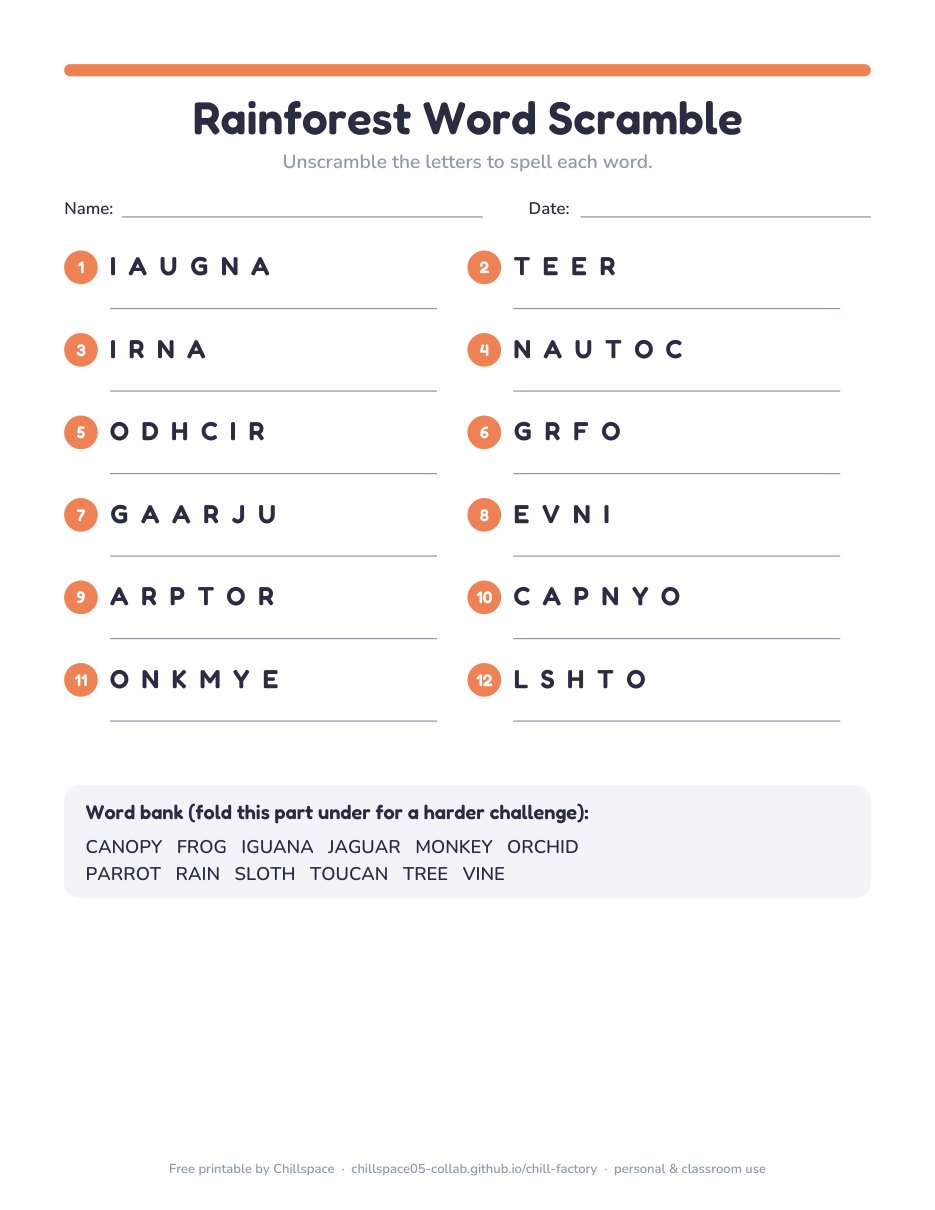 Rainforest Word Scramble
Unscramble the letters to spell each word.
Name: Date:
1 I A U G N A
2 T E E R
3 I R N A
4 N A U T O C
5 O D H C I R
6 G R F O
7 G A A R J U
8 E V N I
9 A R P T O R
10 C A P N Y O
11 O N K M Y E
12 L S H T O
Word bank (fold this part under for a harder challenge):
CANOPY FROG IGUANA JAGUAR MONKEY ORCHID
PARROT RAIN SLOTH TOUCAN TREE VINE
Free printable by Chillspace · chillspace05-collab.github.io/chill-factory · personal & classroom use